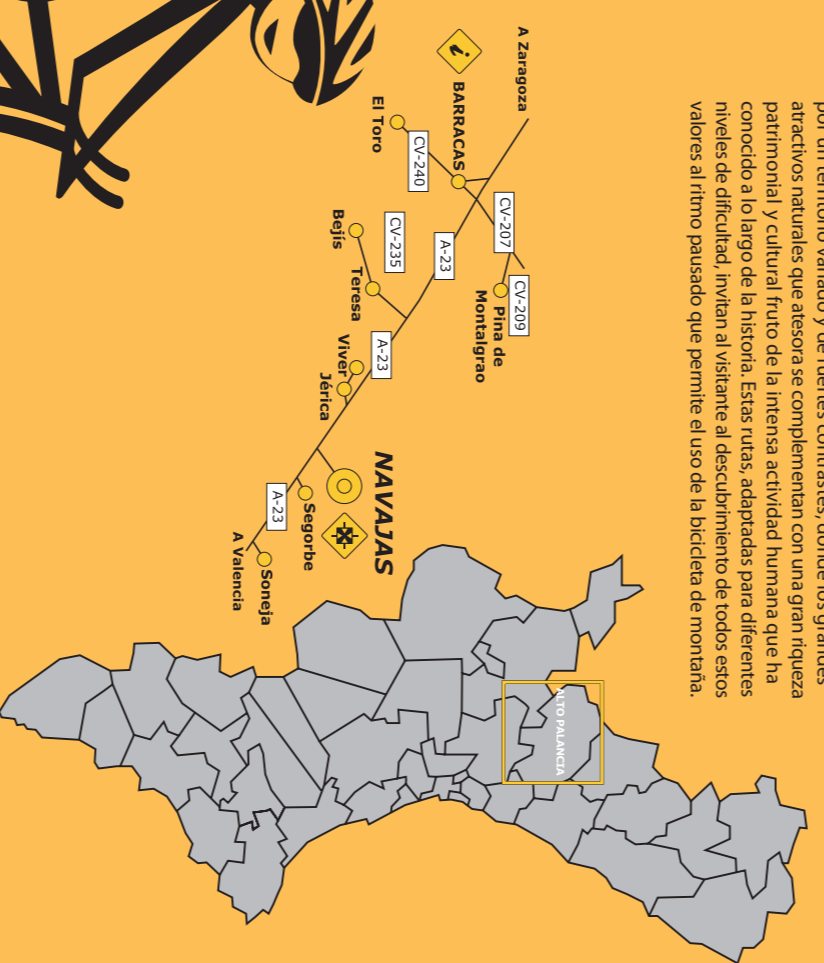 por un territorio variado y de fuertes contrastes, donde los grandes
atractivos naturales que atesora se complementan con una gran riqueza
patrimonial y cultural fruto de la intensa actividad humana que ha
conocido a lo largo de la historia. Estas rutas, adaptadas para diferentes
niveles de dificultad, invitan al visitante al descubrimiento de todos estos
valores al ritmo pausado que permite el uso de la bicicleta de montaña.
A Zaragoza
i
BARRACAS
El Toro
CV-240
CV-207
CV-209
Pina de
Montalgrao
A-23
CV-235
Bejís
Teresa
A-23
Viver
Jérica
NAVAJAS
Segorbe
A-23
Soneja
A Valencia
ALTO PALANCIA